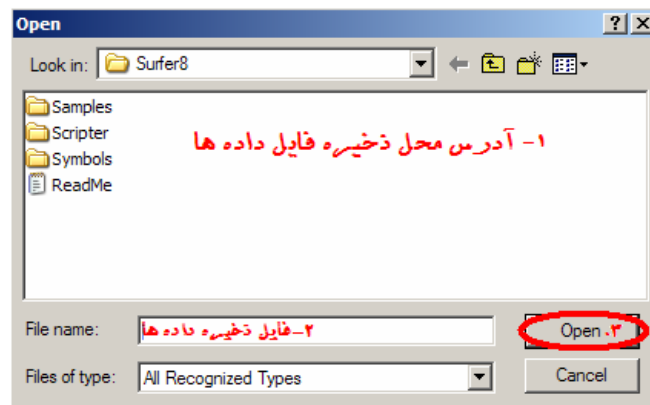 Open
Look in: Surfer8
Samples
Scripter
Symbols
ReadMe
۱- آدرس محل ذخیره فایل داده ها
File name: ۲-فایل ذخیره داده ها
Open .۳
Files of type: All Recognized Types
Cancel